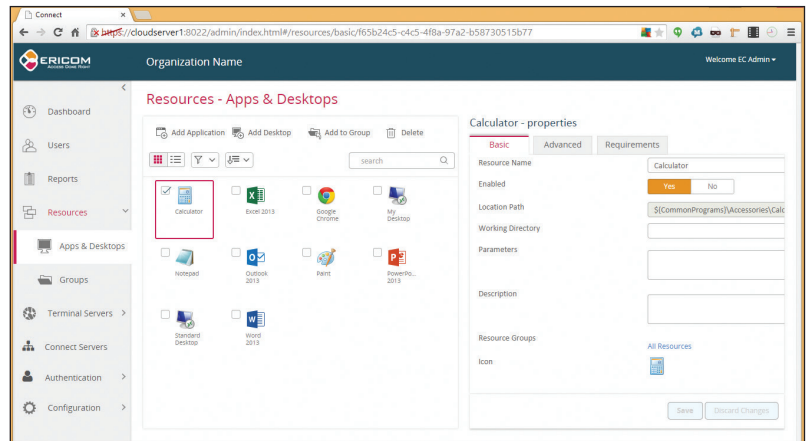 Connect
https://cloudserver1:8022/admin/index.html#/resources/basic/f65b24c5-c4c5-4f8a-97a2-b58730515b77
ERICOM
Access Done Right
Organization Name
Welcome EC Admin
Dashboard
Users
Reports
Resources
Apps & Desktops
Groups
Terminal Servers
Connect Servers
Authentication
Configuration
Resources - Apps & Desktops
Add Application
Add Desktop
Add to Group
Delete
search
Calculator
Excel 2013
Google
Chrome
My
Desktop
Notepad
Outlook
2013
Paint
PowerPo...
2013
Standard
Desktop
Word
2013
Calculator - properties
Basic
Advanced
Requirements
Resource Name
Calculator
Enabled
Yes
No
Location Path
$(CommonPrograms)\Accessories\Calc
Working Directory
Parameters
Description
Resource Groups
All Resources
Icon
Save
Discard Changes